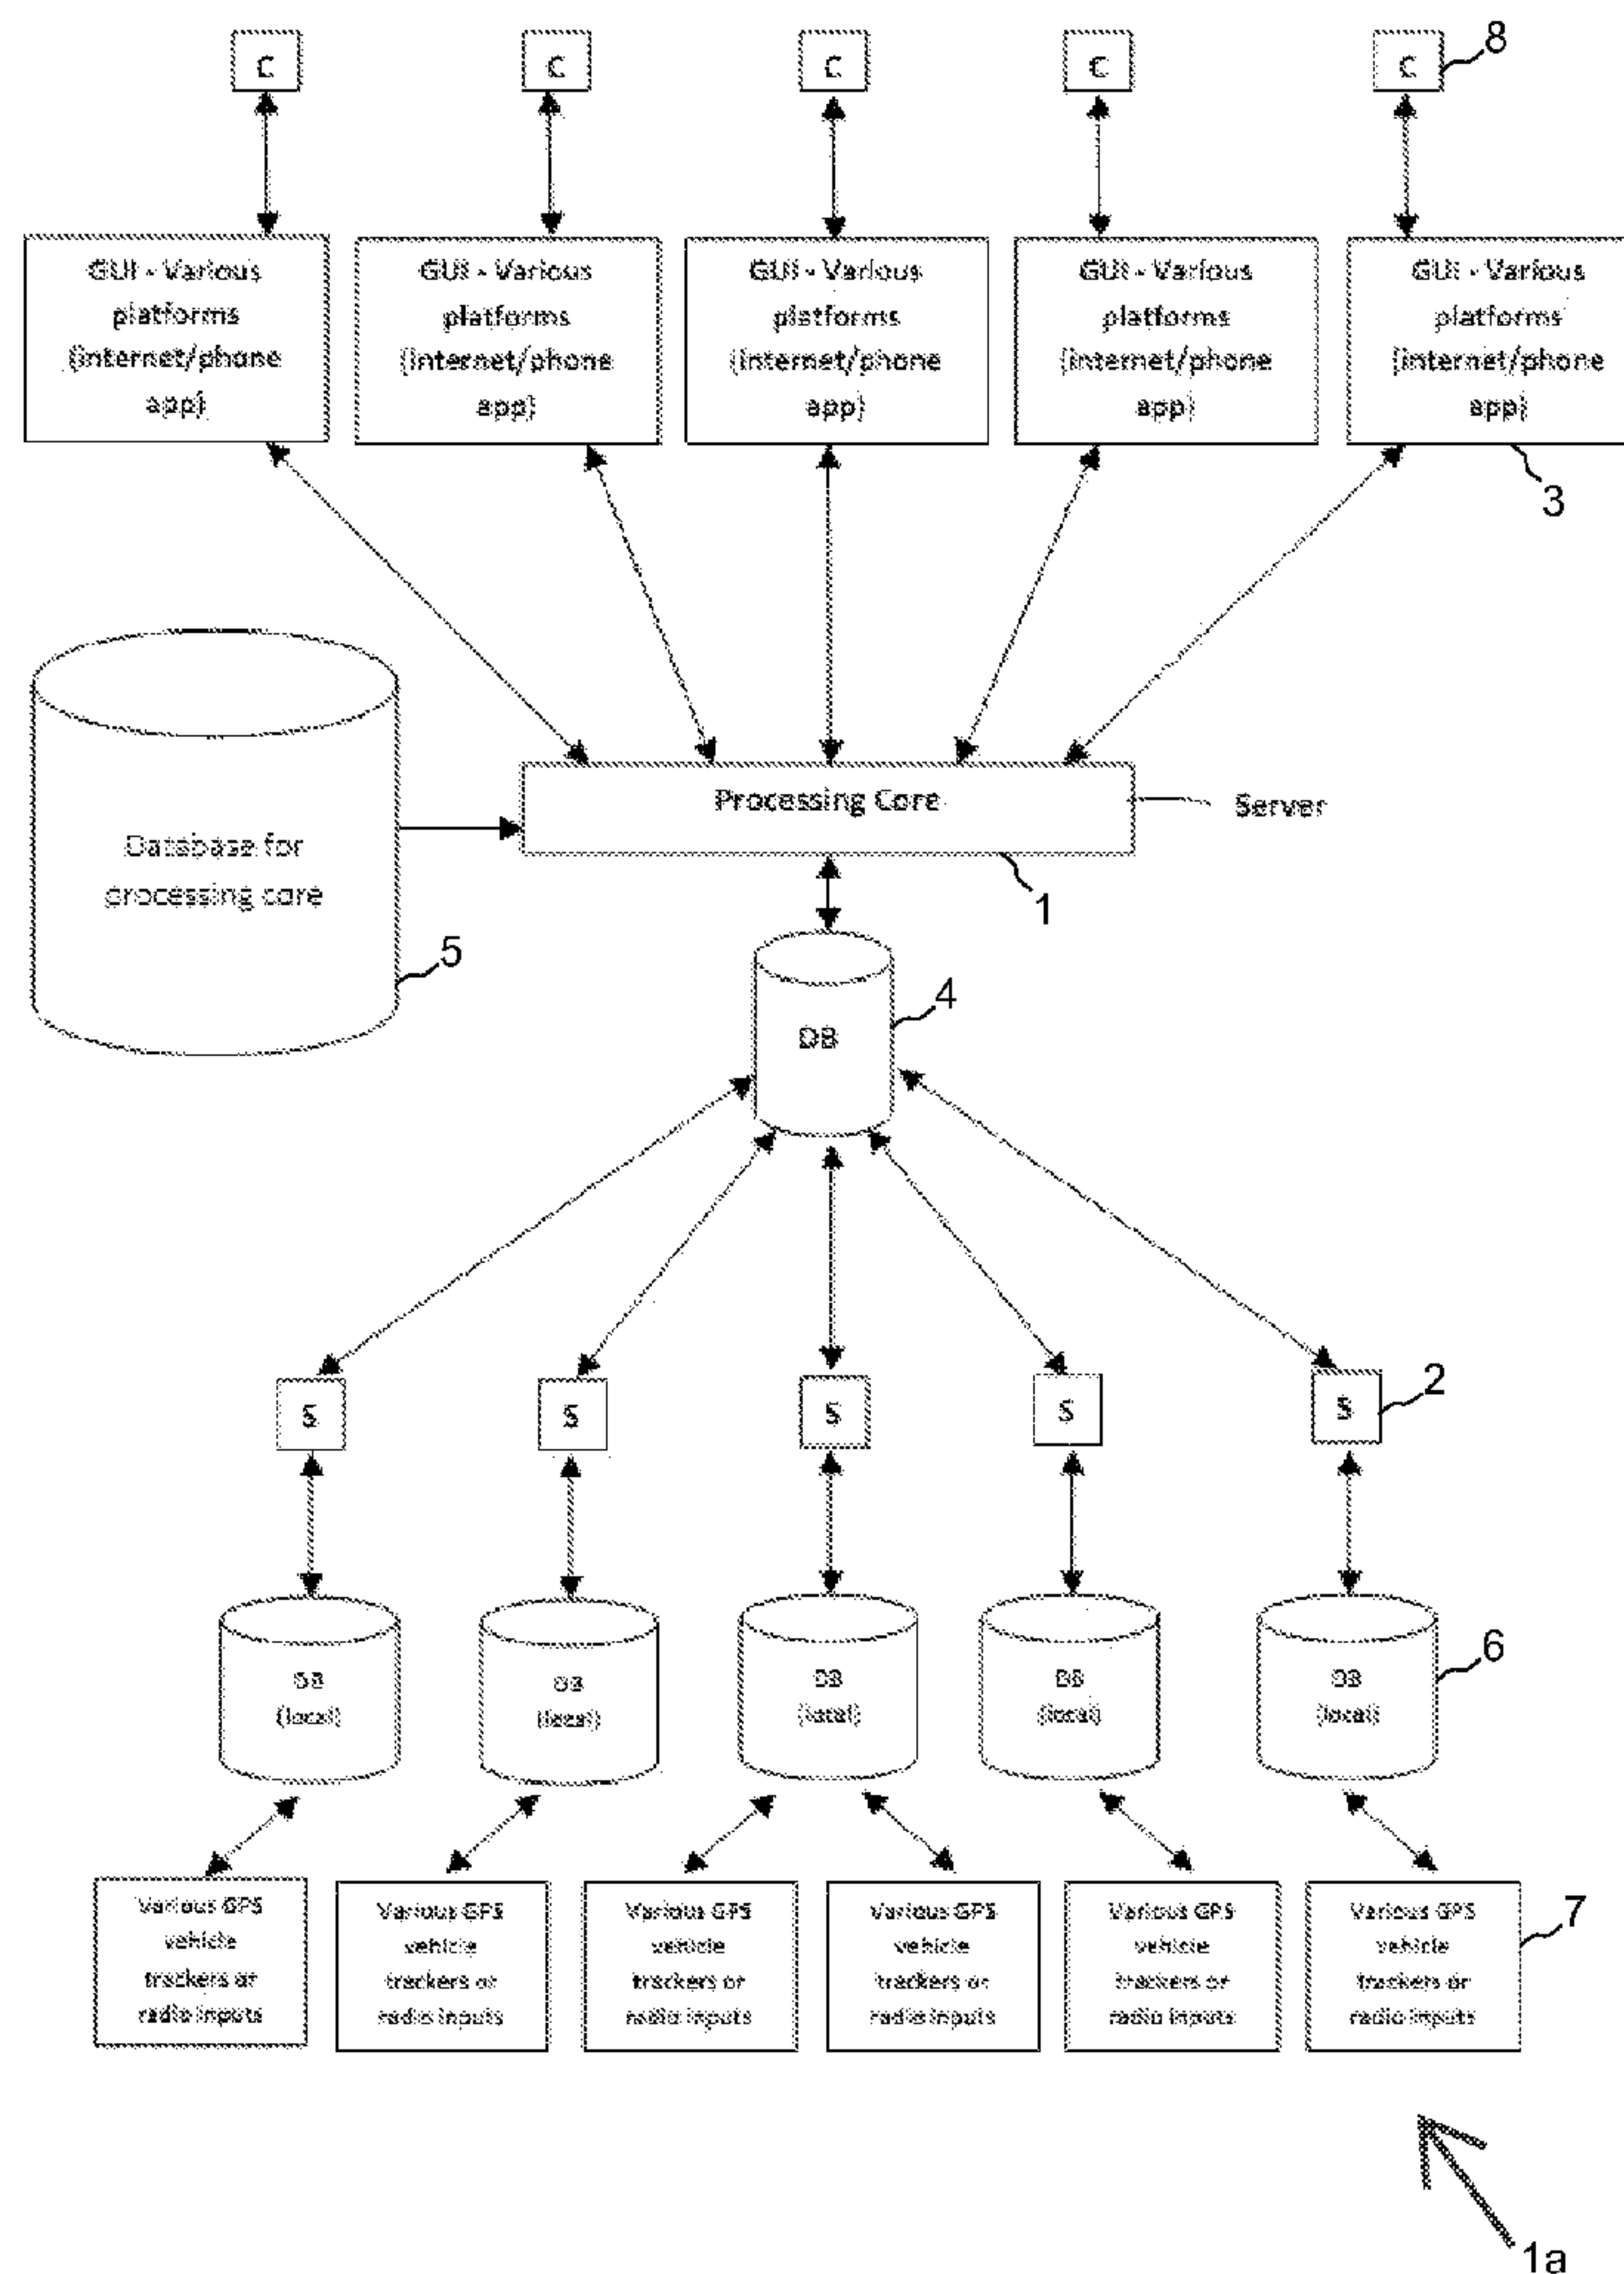 C C C C C 8
GUI - Various GUI - Various GUI - Various GUI - Various GUI - Various
platforms platforms platforms platforms platforms
(internet/phone (internet/phone (internet/phone (internet/phone (internet/phone
app) app) app) app) app)
3
Processing Core Server
Database for
processing core
1
5
4
DB
S S S S S 2
6
DB DB DB DB DB
(local) (local) (local) (local) (local)
7
Various GPS Various GPS Various GPS Various GPS Various GPS Various GPS
vehicle vehicle vehicle vehicle vehicle vehicle
trackers or trackers or trackers or trackers or trackers or trackers or
radio inputs radio inputs radio inputs radio inputs radio inputs radio inputs
1a